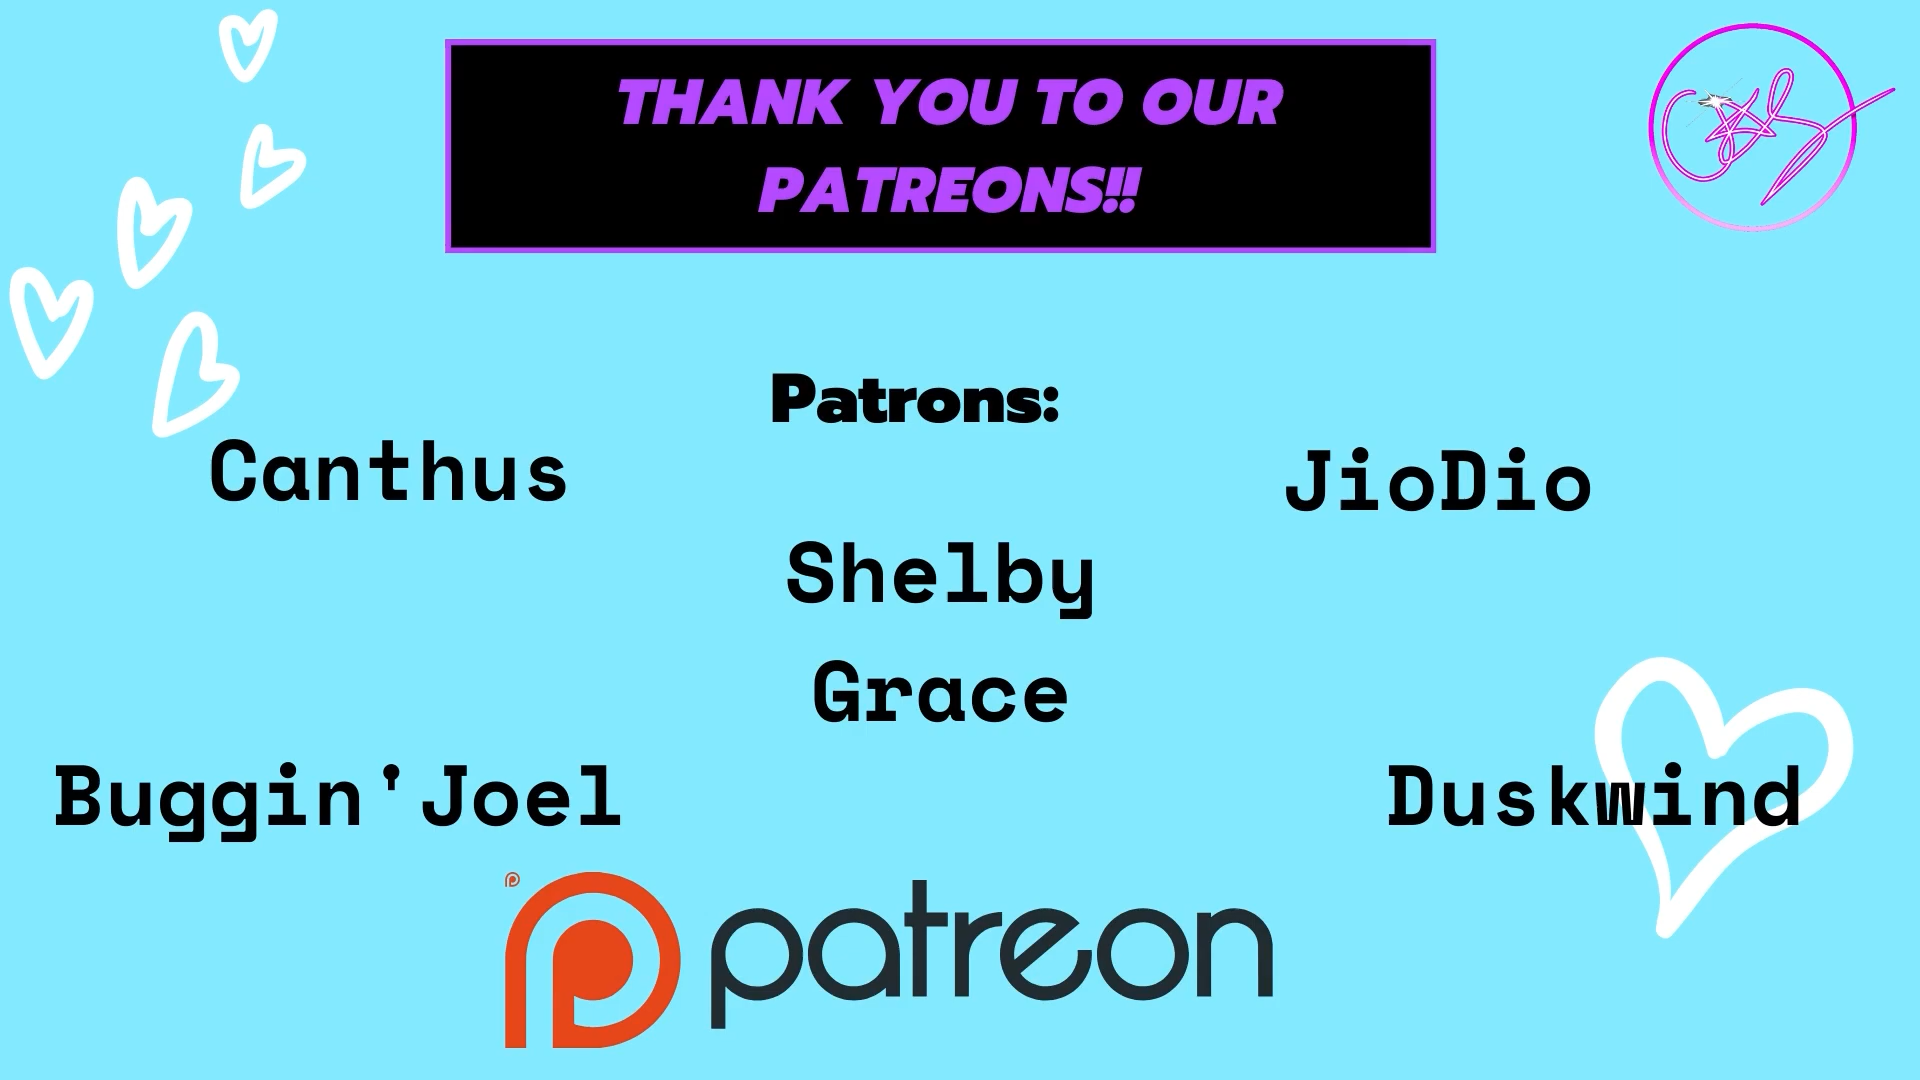 THANK YOU TO OUR
PATREONS!!
Patrons:
Canthus
JioDio
Shelby
Grace
Buggin'Joel
Duskwind
patreon